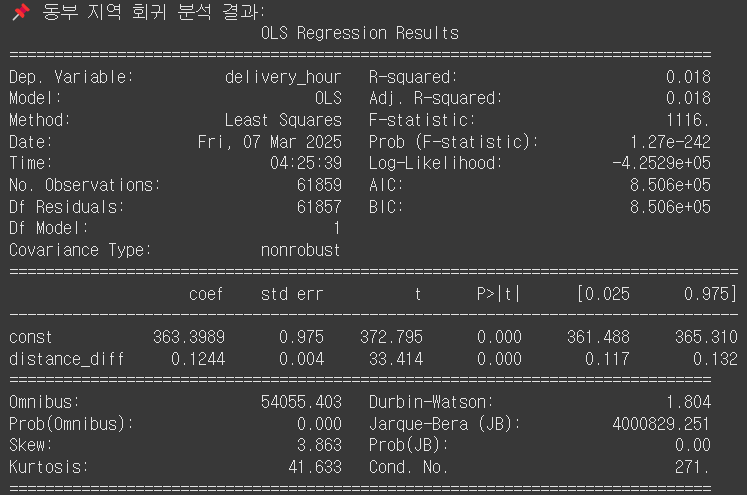 📌 동부 지역 회귀 분석 결과:
                            OLS Regression Results
==============================================================================
Dep. Variable:          delivery_hour   R-squared:                       0.018
Model:                            OLS   Adj. R-squared:                  0.018
Method:                 Least Squares   F-statistic:                     1116.
Date:                Fri, 07 Mar 2025   Prob (F-statistic):          1.27e-242
Time:                        04:25:39   Log-Likelihood:            -4.2529e+05
No. Observations:               61859   AIC:                         8.506e+05
Df Residuals:                   61857   BIC:                         8.506e+05
Df Model:                           1
Covariance Type:            nonrobust
=================================================================================
                    coef    std err          t      P>|t|      [0.025      0.975]
---------------------------------------------------------------------------------
const           363.3989      0.975    372.795      0.000     361.488     365.310
distance_diff     0.1244      0.004     33.414      0.000       0.117       0.132
==============================================================================
Omnibus:                    54055.403   Durbin-Watson:                   1.804
Prob(Omnibus):                  0.000   Jarque-Bera (JB):          4000829.251
Skew:                           3.863   Prob(JB):                         0.00
Kurtosis:                      41.633   Cond. No.                         271.
==============================================================================